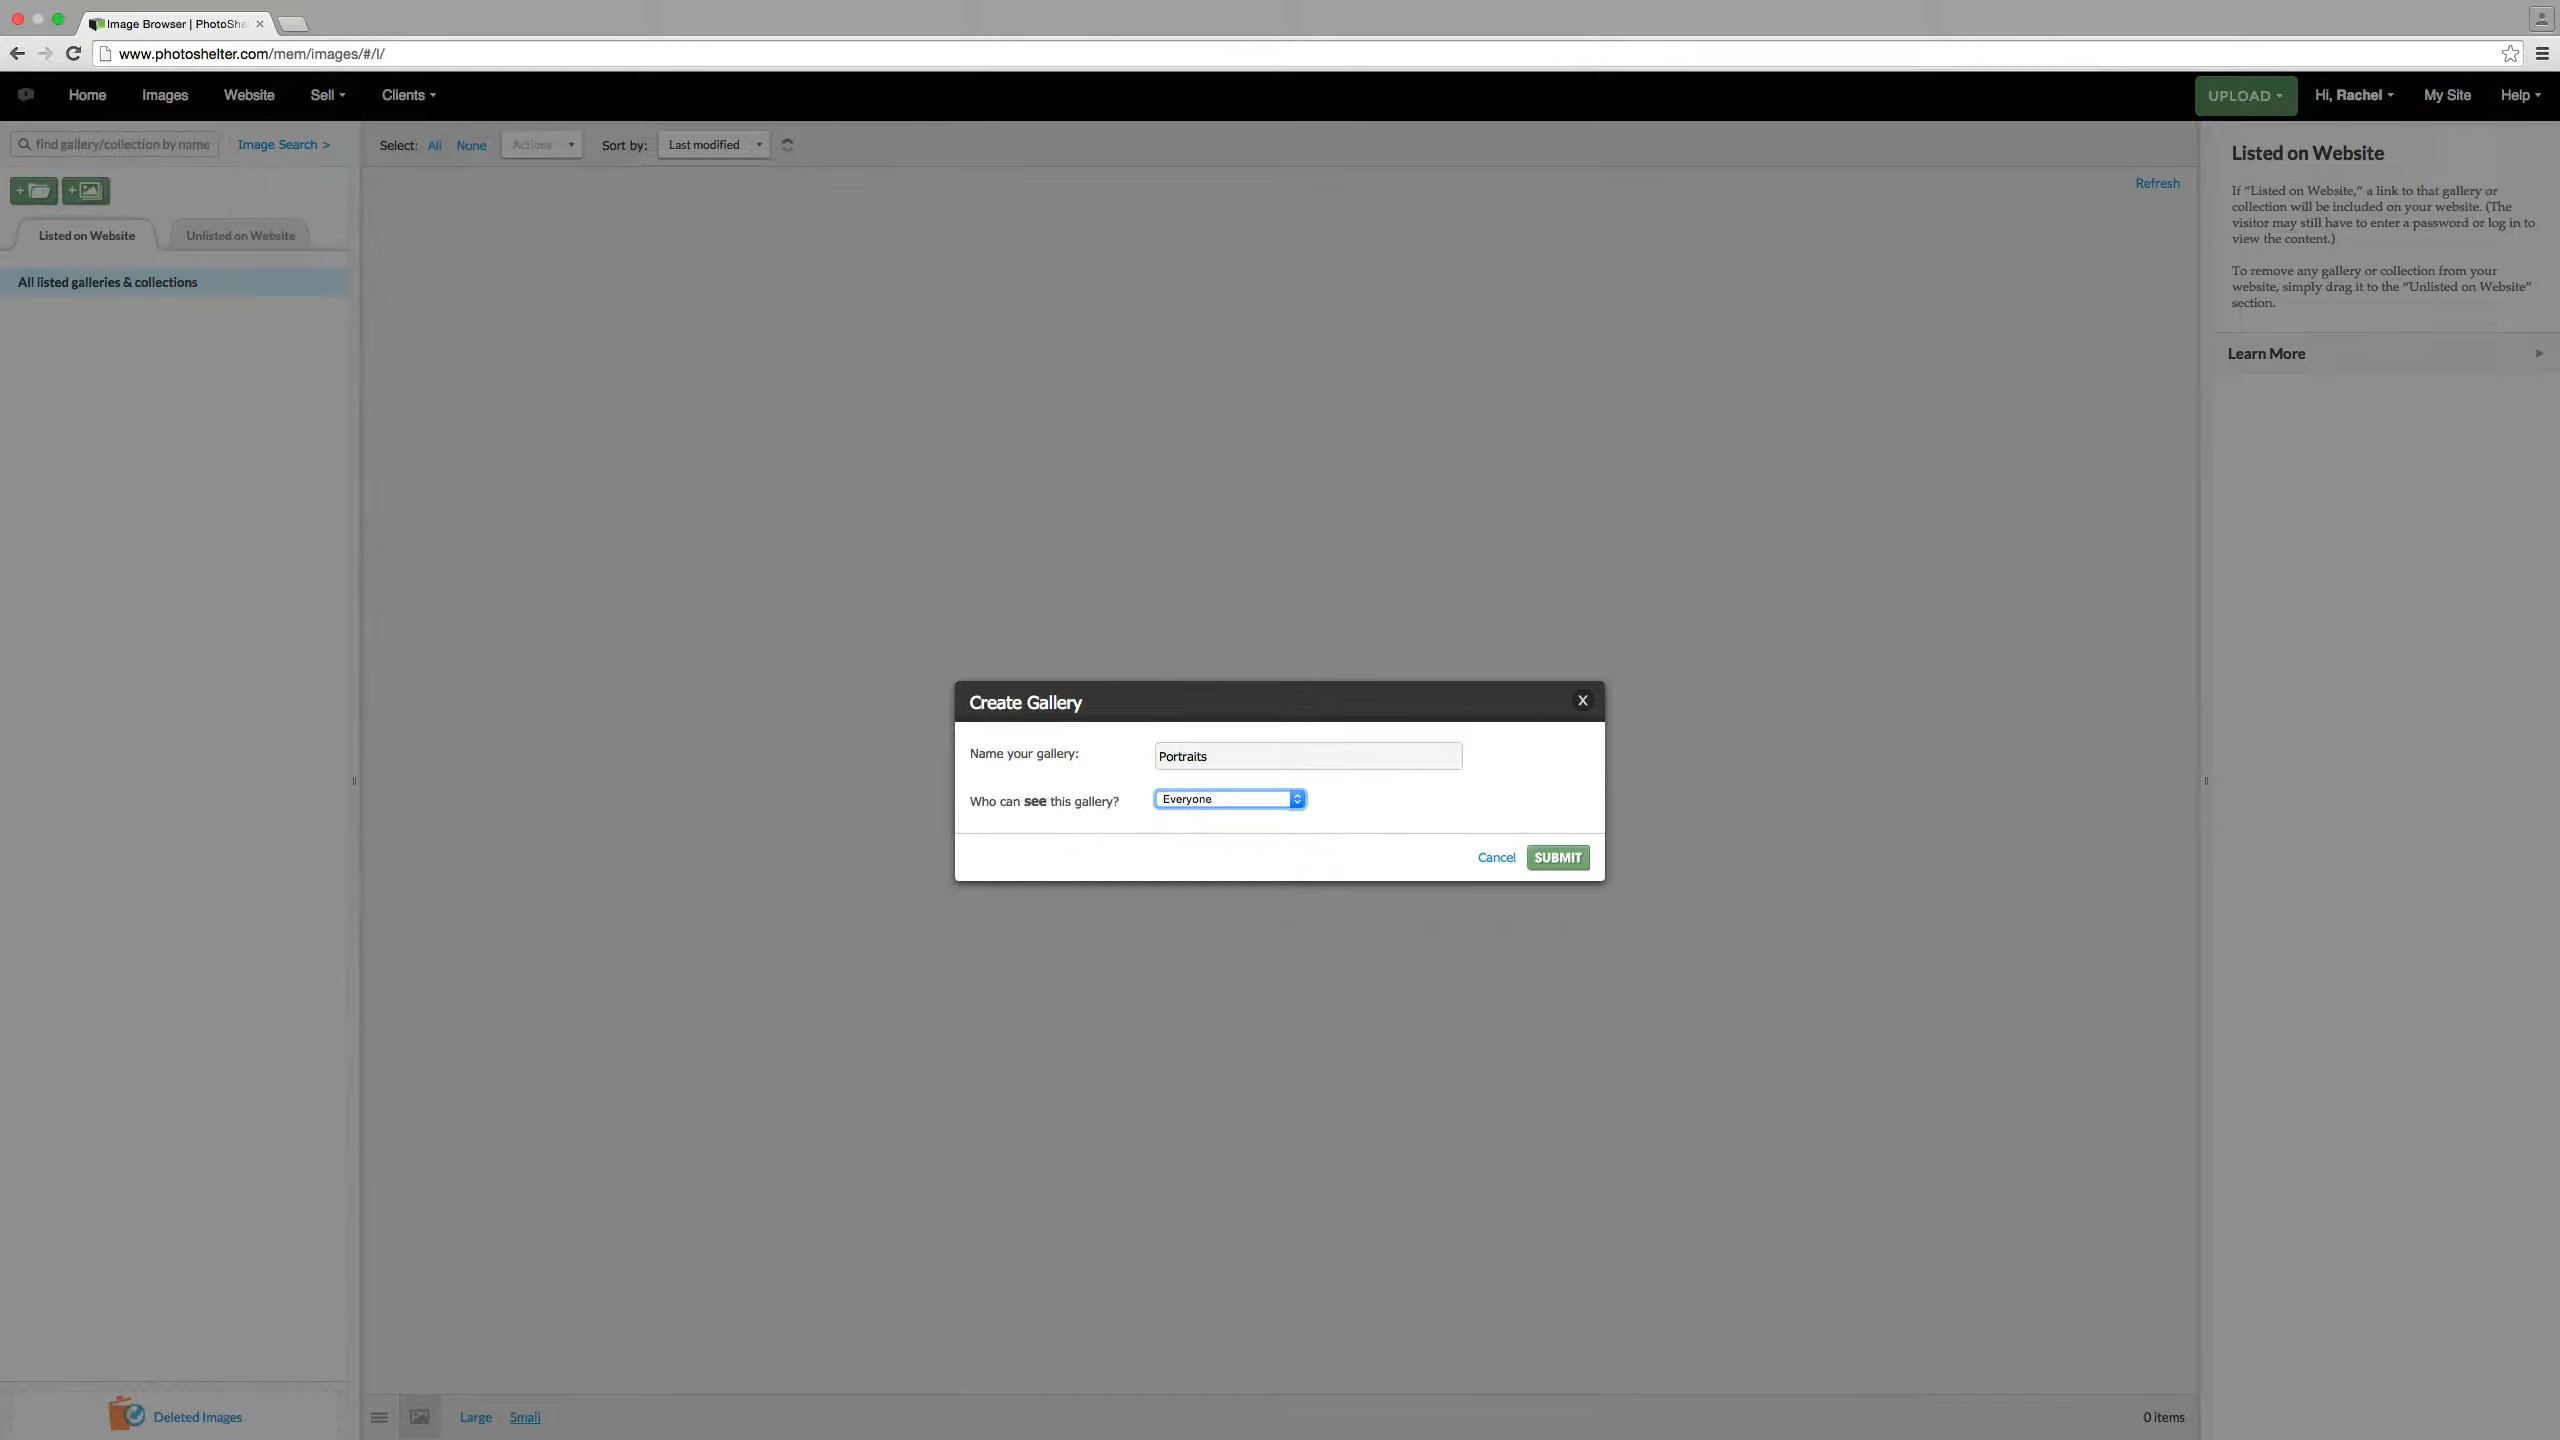 Image Browser | PhotoShe
www.photoshelter.com/mem/images/#/l/
Home Images Website Sell Clients UPLOAD Hi, Rachel My Site Help
find gallery/collection by name Image Search > Select: All None Actions Sort by: Last modified
Refresh
Listed on Website Unlisted on Website
All listed galleries & collections
Listed on Website
If “Listed on Website,” a link to that gallery or
collection will be included on your website. (The
visitor may still have to enter a password or log in to
view the content.)
To remove any gallery or collection from your
website, simply drag it to the “Unlisted on Website”
section.
Learn More
Create Gallery X
Name your gallery: Portraits
Who can see this gallery? Everyone
Cancel SUBMIT
Deleted Images Large Small 0 items